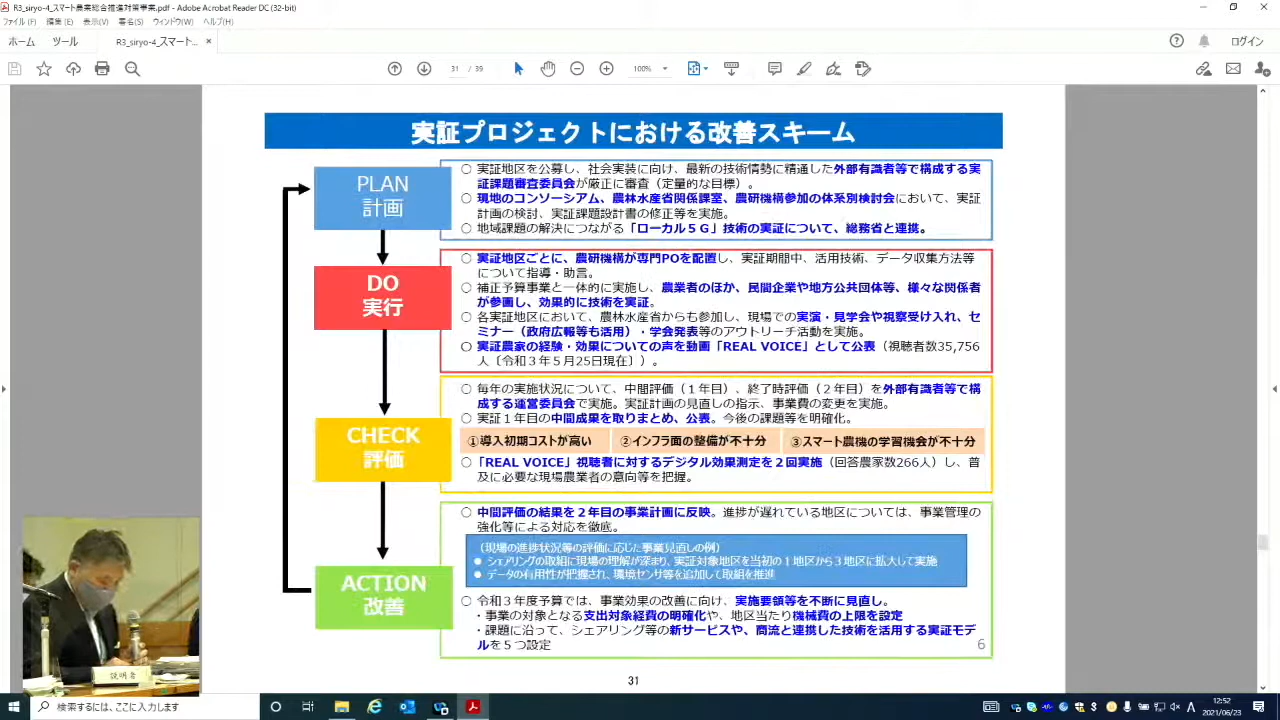 R3_siryo-4_スマート農業総合推進対策事業.pdf - Adobe Acrobat Reader DC (32-bit)
ファイル(F) 編集(E) 表示(V) 署名(S) ウィンドウ(W) ヘルプ(H)
ホーム ツール R3_siryo-4_スマート... × ログイン
31 / 39 100%
実証プロジェクトにおける改善スキーム
PLAN
計画
○ 実証地区を公募し、社会実装に向け、最新の技術情勢に精通した外部有識者等で構成する実
証課題審査委員会が厳正に審査（定量的な目標）。
○ 現地のコンソーシアム、農林水産省関係課室、農研機構参加の体系別検討会において、実証
計画の検討、実証課題設計書の修正等を実施。
○ 地域課題の解決につながる「ローカル５Ｇ」技術の実証について、総務省と連携。
DO
実行
○ 実証地区ごとに、農研機構が専門POを配置し、実証期間中、活用技術、データ収集方法等
について指導・助言。
○ 補正予算事業と一体的に実施し、農業者のほか、民間企業や地方公共団体等、様々な関係者
が参画し、効果的に技術を実証。
○ 各実証地区において、農林水産省からも参加し、現場での実演・見学会や視察受け入れ、セ
ミナー（政府広報等も活用）・学会発表等のアウトリーチ活動を実施。
○ 実証農家の経験・効果についての声を動画「REAL VOICE」として公表（視聴者数35,756
人〔令和３年５月25日現在〕）。
CHECK
評価
○ 毎年の実施状況について、中間評価（１年目）、終了時評価（２年目）を外部有識者等で構
成する運営委員会で実施。実証計画の見直しの指示、事業費の変更を実施。
○ 実証１年目の中間成果を取りまとめ、公表。今後の課題等を明確化。
①導入初期コストが高い ②インフラ面の整備が不十分 ③スマート農機の学習機会が不十分
○ 「REAL VOICE」視聴者に対するデジタル効果測定を２回実施（回答農家数266人）し、普
及に必要な現場農業者の意向等を把握。
ACTION
改善
○ 中間評価の結果を２年目の事業計画に反映。進捗が遅れている地区については、事業管理の
強化等による対応を徹底。
（現場の進捗状況等の評価に応じた事業見直しの例）
● シェアリングの取組に現場の理解が深まり、実証対象地区を当初の１地区から３地区に拡大して実施
● データの有用性が把握され、環境センサ等を追加して取組を推進
○ 令和３年度予算では、事業効果の改善に向け、実施要領等を不断に見直し。
・事業の対象となる支出対象経費の明確化や、地区当たり機械費の上限を設定
・課題に沿って、シェアリング等の新サービスや、商流と連携した技術を活用する実証モデ
ルを５つ設定
6
31
説明者
検索するには、ここに入力します
A
12:52
2021/06/23